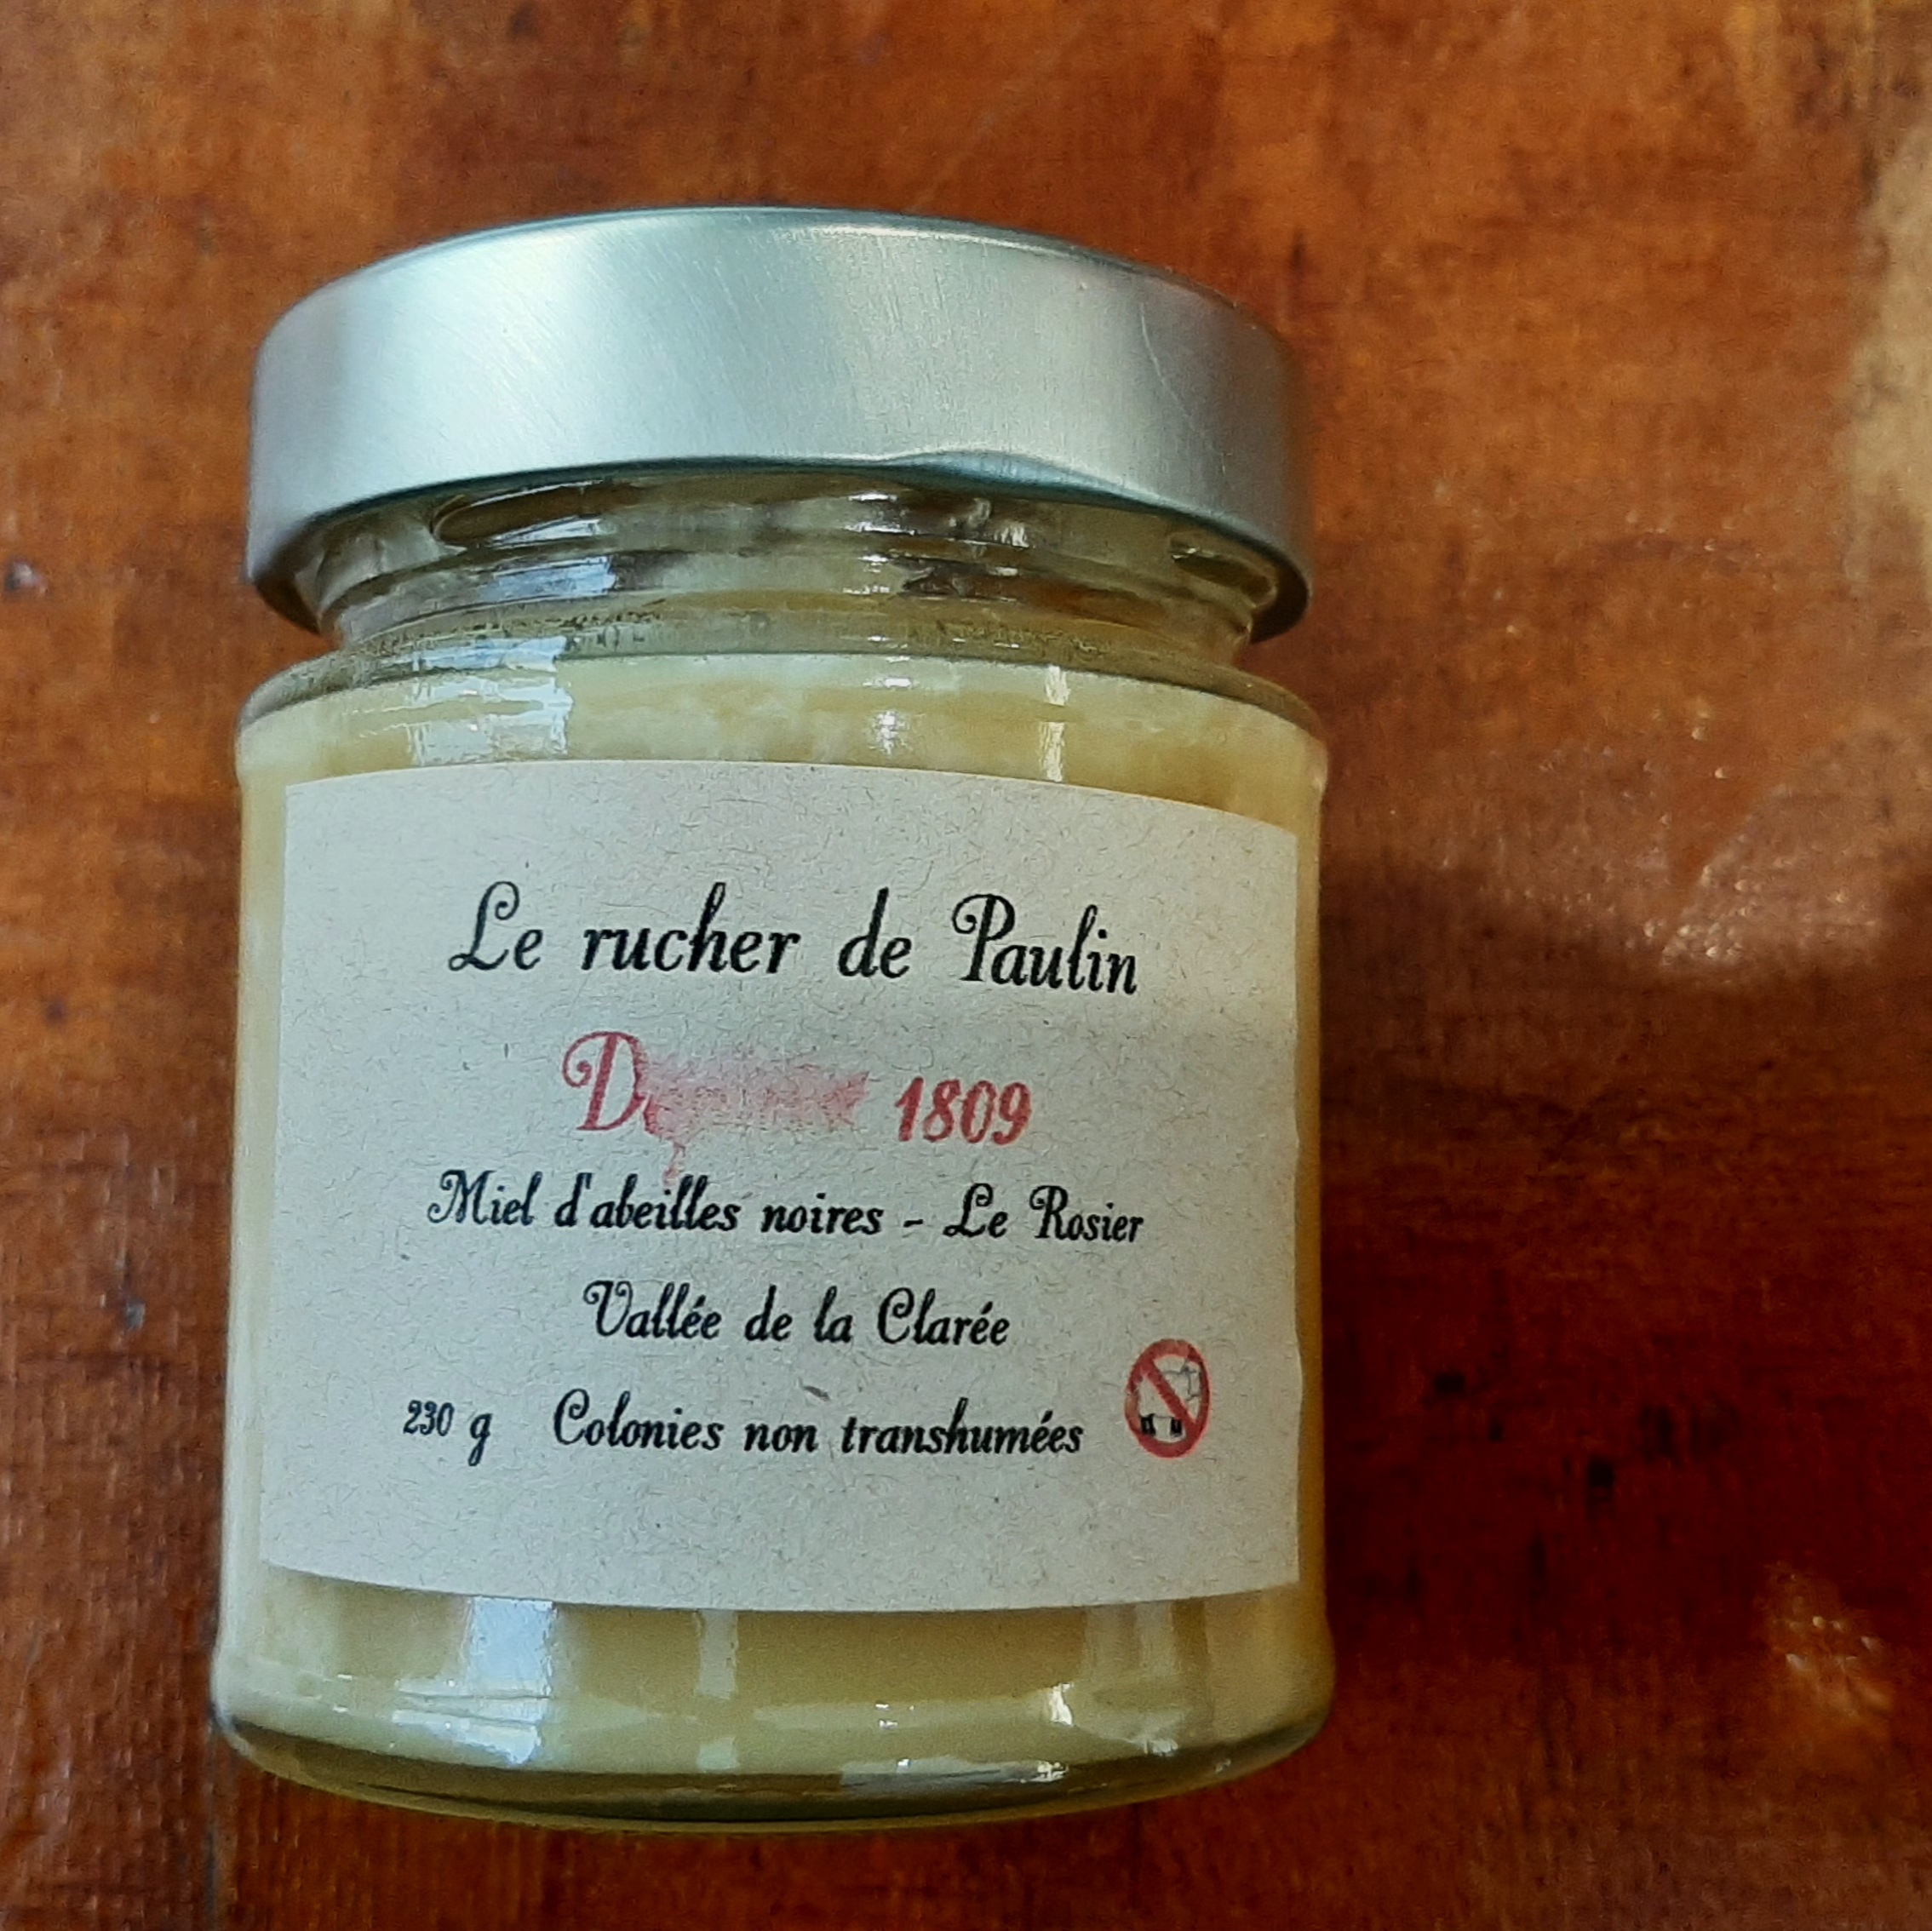 Le rucher de Paulin
1809
Miel d'abeilles noires - Le Rosier
Vallée de la Clarée
230 g Colonies non transhumées